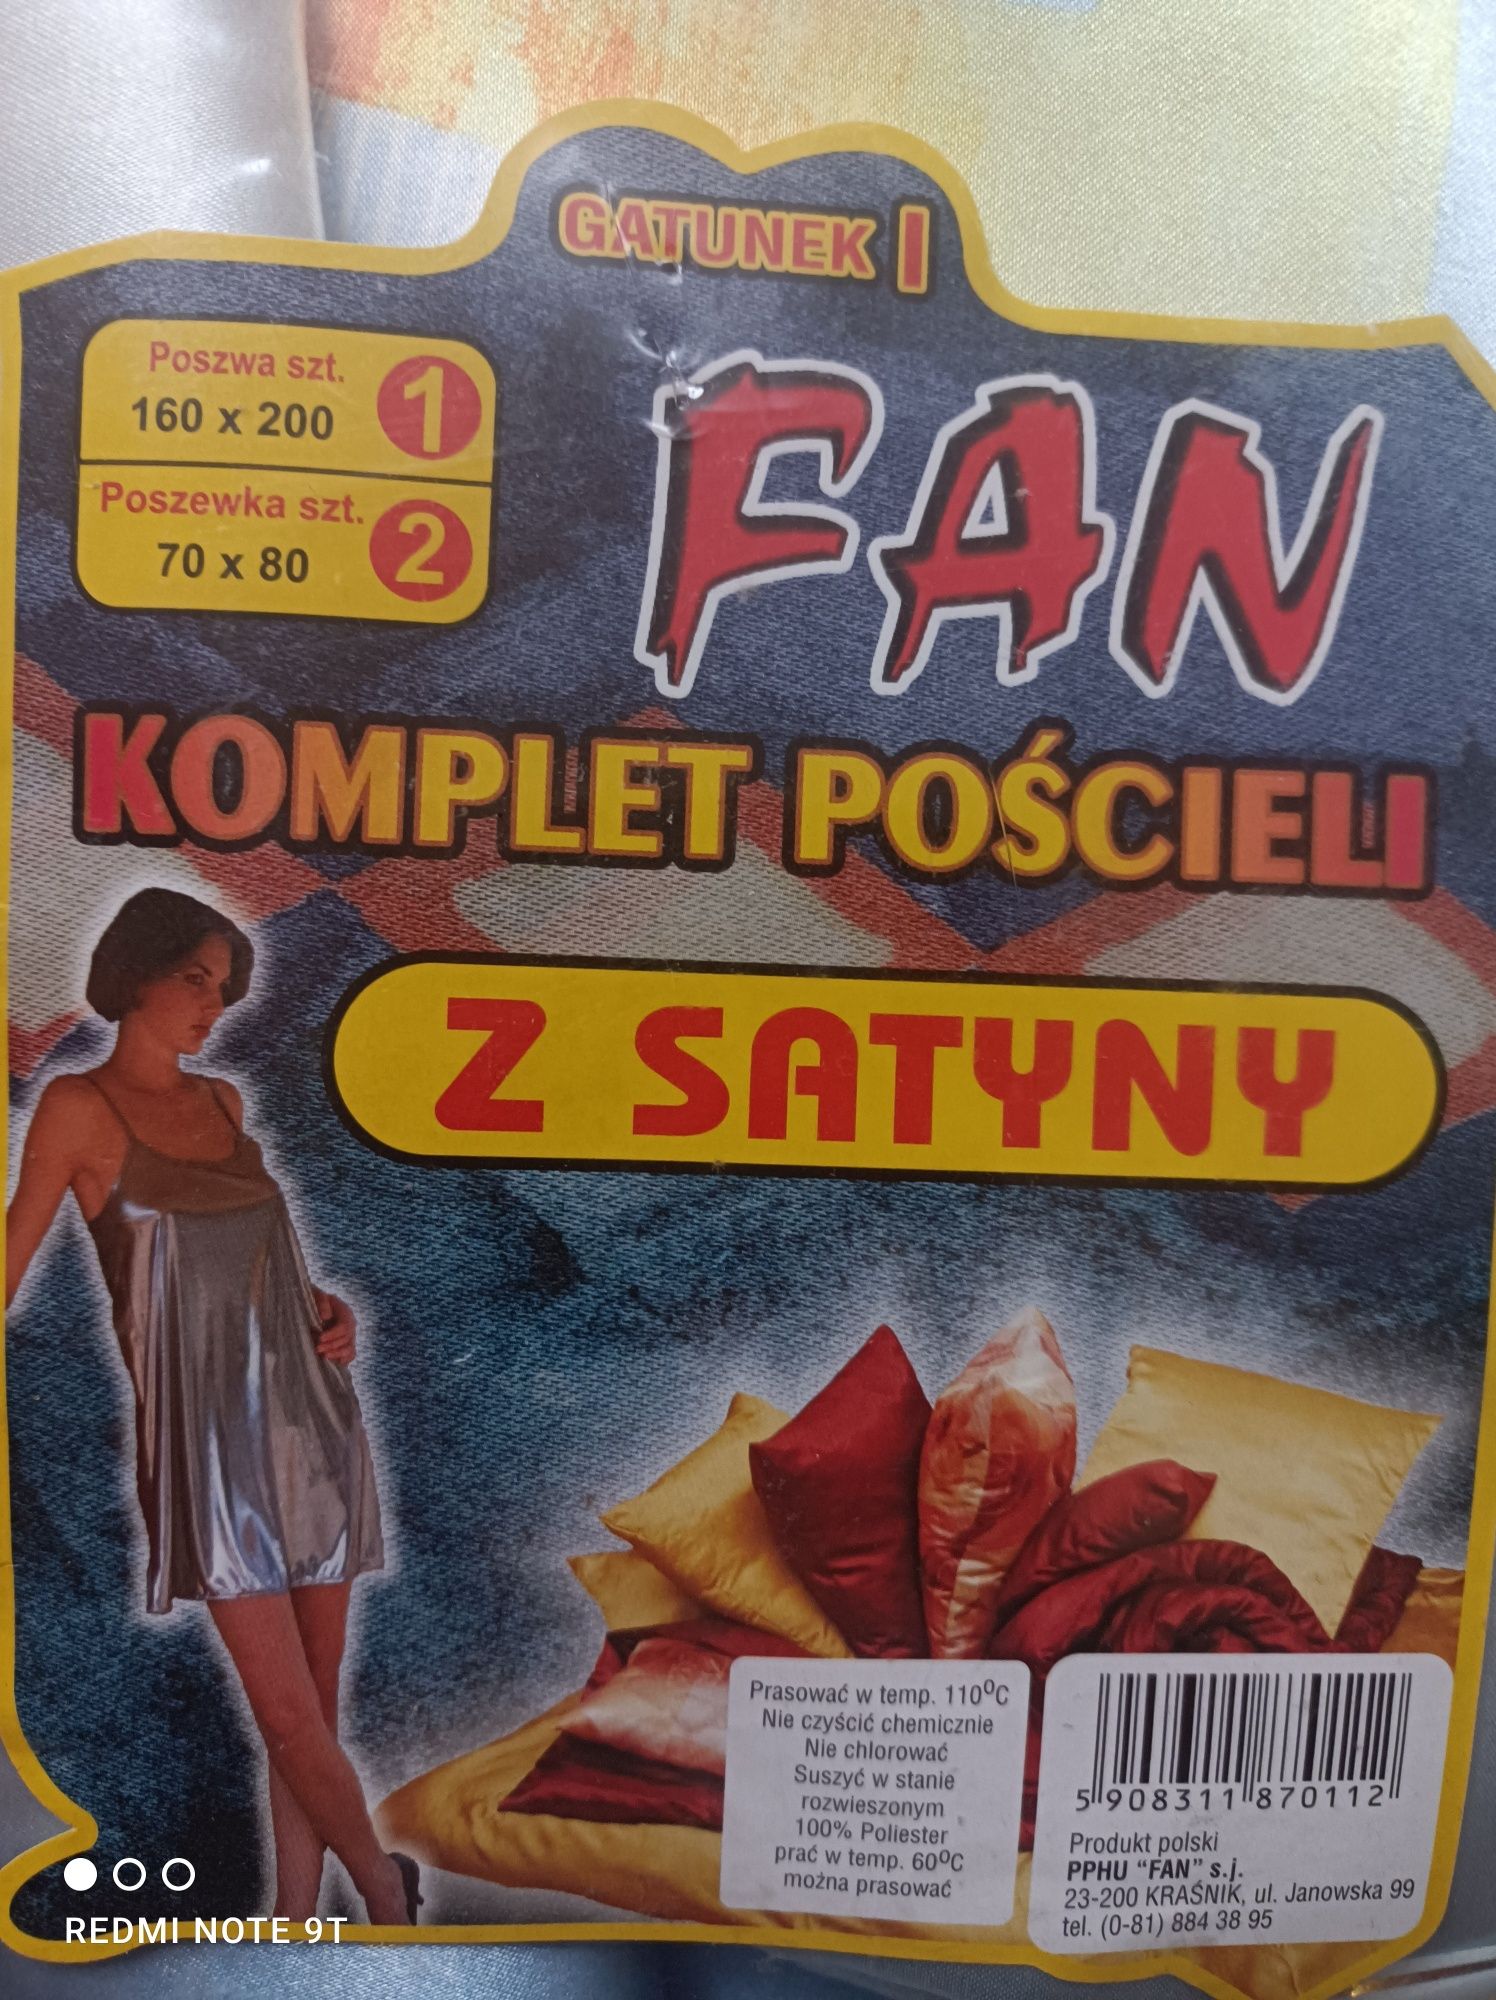 GATUNEK I
Poszwa szt. 1
160 x 200
Poszewka szt. 2
70 x 80
FAN
KOMPLET POŚCIELI
Z SATYNY
Prasować w temp. 110⁰C
Nie czyścić chemicznie
Nie chlorować
Suszyć w stanie
rozwieszonym
100% Poliester
prać w temp. 60⁰C
można prasować
5 908311 870112
Produkt polski
PPHU "FAN" s.j.
23-200 KRAŚNIK, ul. Janowska 99
tel. (0-81) 884 38 95
REDMI NOTE 9T